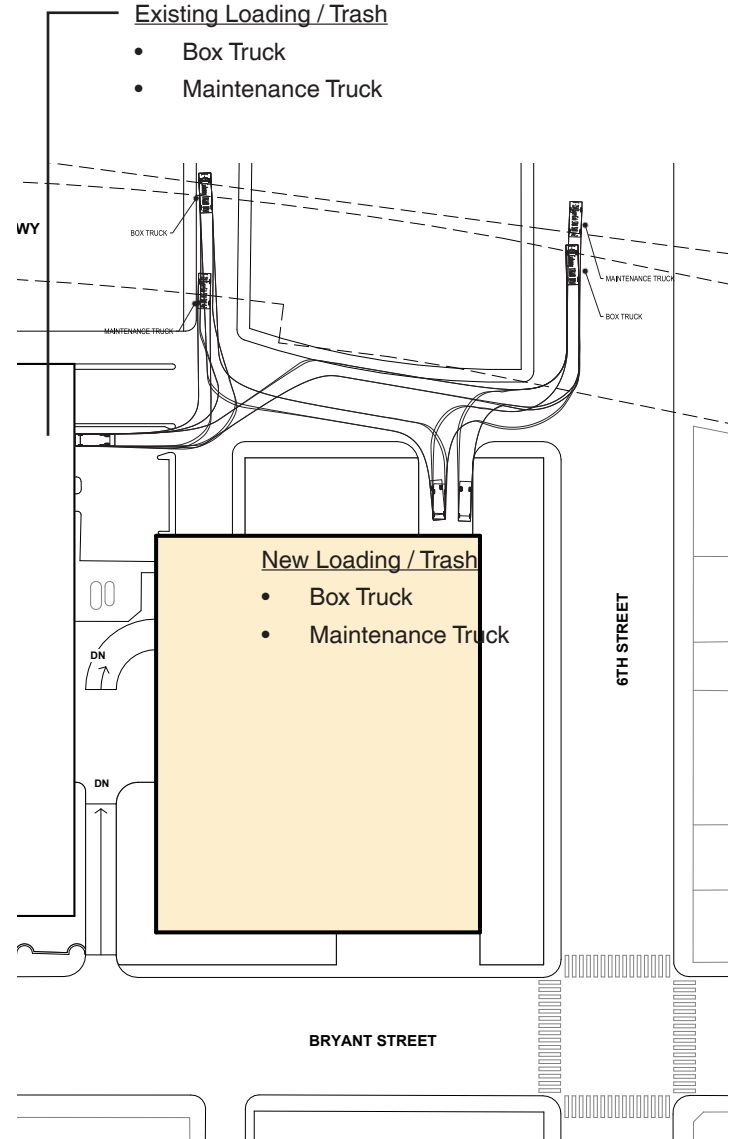 Existing Loading / Trash
• Box Truck
• Maintenance Truck
WY
BOX TRUCK
MAINTENANCE TRUCK
MAINTENANCE TRUCK
BOX TRUCK
New Loading / Trash
• Box Truck
• Maintenance Truck
6TH STREET
DN
DN
BRYANT STREET